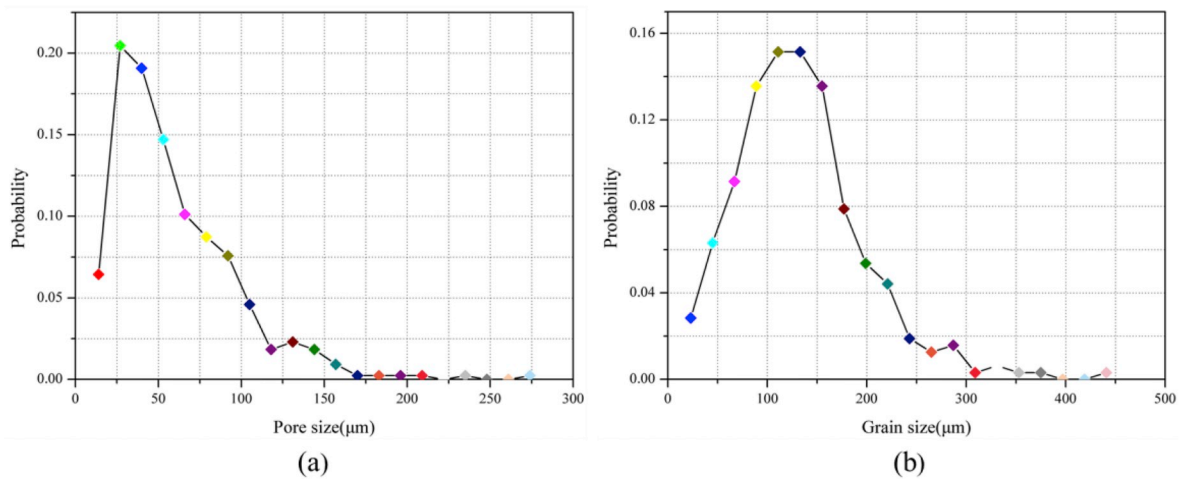 0.20
0.15
0.10
0.05
0.00
Probability
0 50 100 150 200 250 300
Pore size(μm)
(a)
0.16
0.12
0.08
0.04
0.00
Probability
0 100 200 300 400 500
Grain size(μm)
(b)